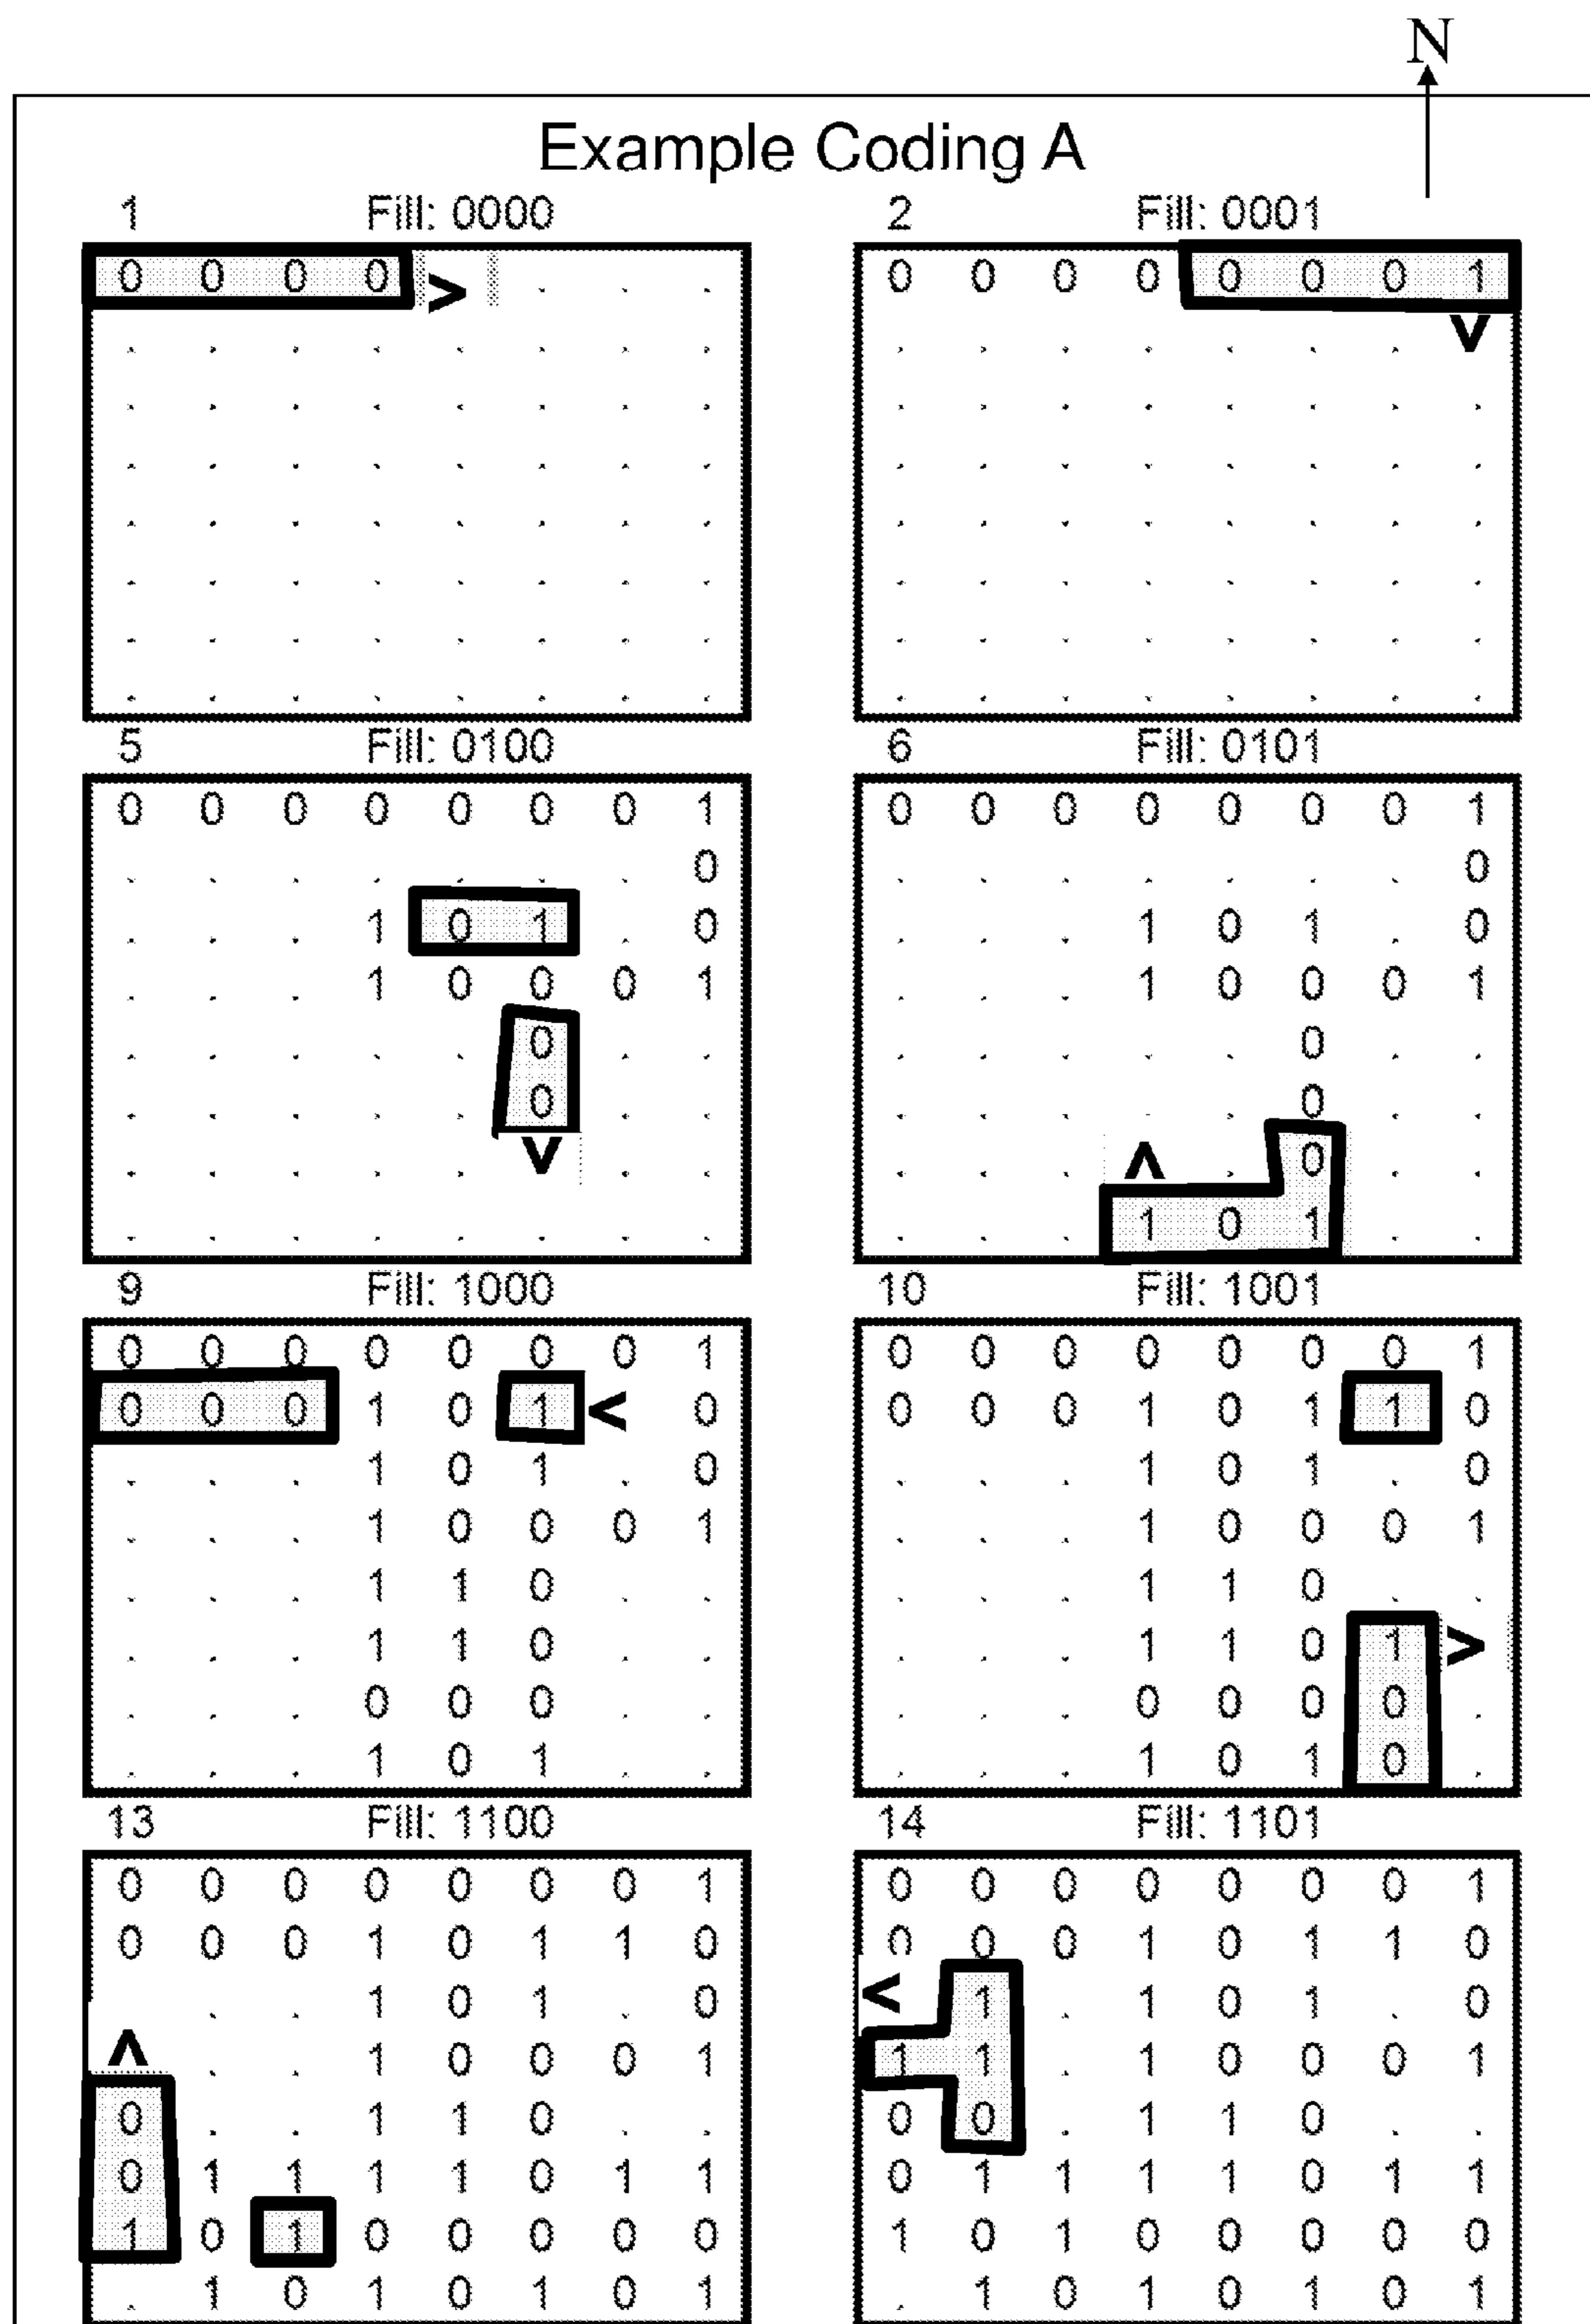 N
Example Coding A
1 Fill: 0000 2 Fill: 0001
0 0 0 0 > . . . 0 0 0 0 0 0 0 1
. . . . . . . . . . . . . . . v
. . . . . . . . . . . . . . . .
. . . . . . . . . . . . . . . .
. . . . . . . . . . . . . . . .
. . . . . . . . . . . . . . . .
. . . . . . . . . . . . . . . .
. . . . . . . . . . . . . . . .
5 Fill: 0100 6 Fill: 0101
0 0 0 0 0 0 0 1 0 0 0 0 0 0 0 1
. . . . . . . 0 . . . . . . . 0
. . . 1 0 1 . 0 . . . 1 0 1 . 0
. . . 1 0 0 0 1 . . . 1 0 0 0 1
. . . . . 0 . . . . . . . 0 . .
. . . . . 0 . . . . . . . 0 . .
. . . . . v . . . . . ^ . 0 . .
. . . . . . . . . . . 1 0 1 . .
9 Fill: 1000 10 Fill: 1001
0 0 0 0 0 0 0 1 0 0 0 0 0 0 0 1
0 0 0 1 0 1 < 0 0 0 0 1 0 1 1 0
. . . 1 0 1 . 0 . . . 1 0 1 . 0
. . . 1 0 0 0 1 . . . 1 0 0 0 1
. . . 1 1 0 . . . . . 1 1 0 . .
. . . 1 1 0 . . . . . 1 1 0 1 >
. . . 0 0 0 . . . . . 0 0 0 0 .
. . . 1 0 1 . . . . . 1 0 1 0 .
13 Fill: 1100 14 Fill: 1101
0 0 0 0 0 0 0 1 0 0 0 0 0 0 0 1
0 0 0 1 0 1 1 0 0 0 0 1 0 1 1 0
. . 1 0 1 . 0 < 1 . 1 0 1 . 0
^ . . 1 0 0 0 1 1 1 . 1 0 0 0 1
0 . . 1 1 0 . . 0 0 . 1 1 0 . .
0 1 1 1 1 0 1 1 0 1 1 1 1 0 1 1
1 0 1 0 0 0 0 0 1 0 1 0 0 0 0 0
. 1 0 1 0 1 0 1 . 1 0 1 0 1 0 1